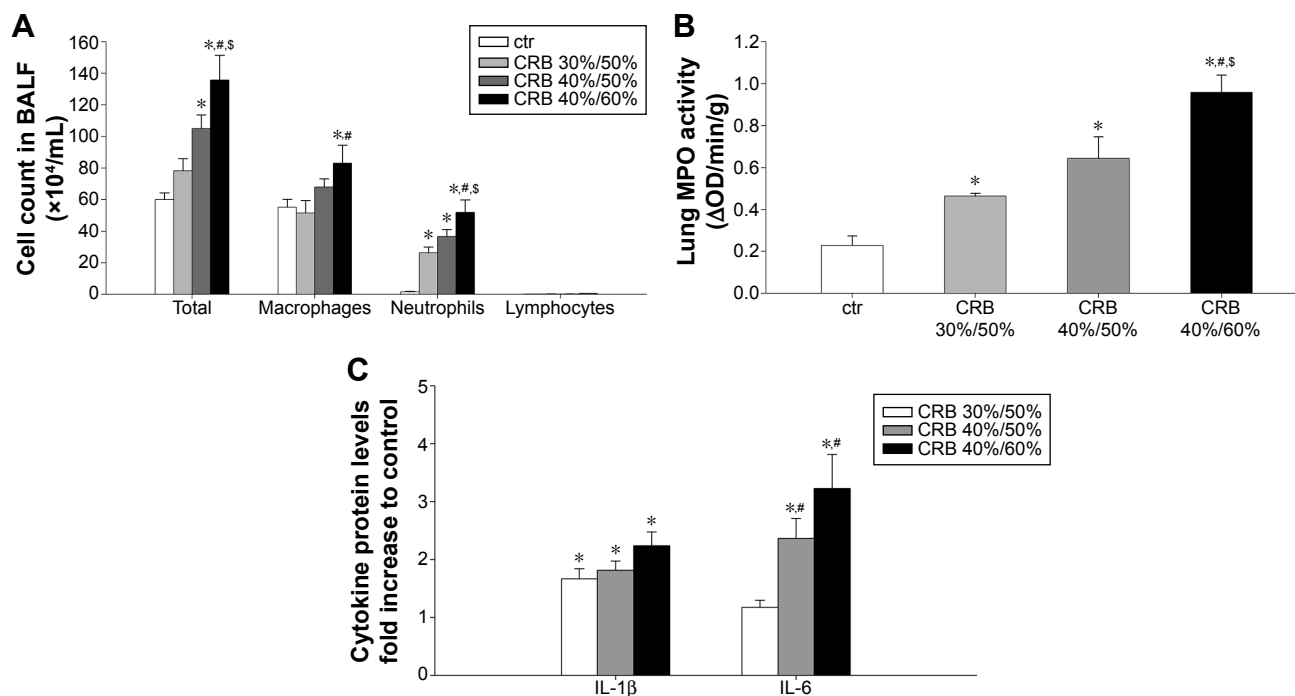 A
Cell count in BALF
(×10⁴/mL)
160
140
120
100
80
60
40
20
0
*,#,$
*
*,#
*,#,$
*
*
Total
Macrophages
Neutrophils
Lymphocytes
ctr
CRB 30%/50%
CRB 40%/50%
CRB 40%/60%
B
Lung MPO activity
(ΔOD/min/g)
1.2
1.0
0.8
0.6
0.4
0.2
0.0
*
*
*,#,$
ctr
CRB
30%/50%
CRB
40%/50%
CRB
40%/60%
C
Cytokine protein levels
fold increase to control
5
4
3
2
1
0
*
*
*
*,#
*,#
IL-1β
IL-6
CRB 30%/50%
CRB 40%/50%
CRB 40%/60%